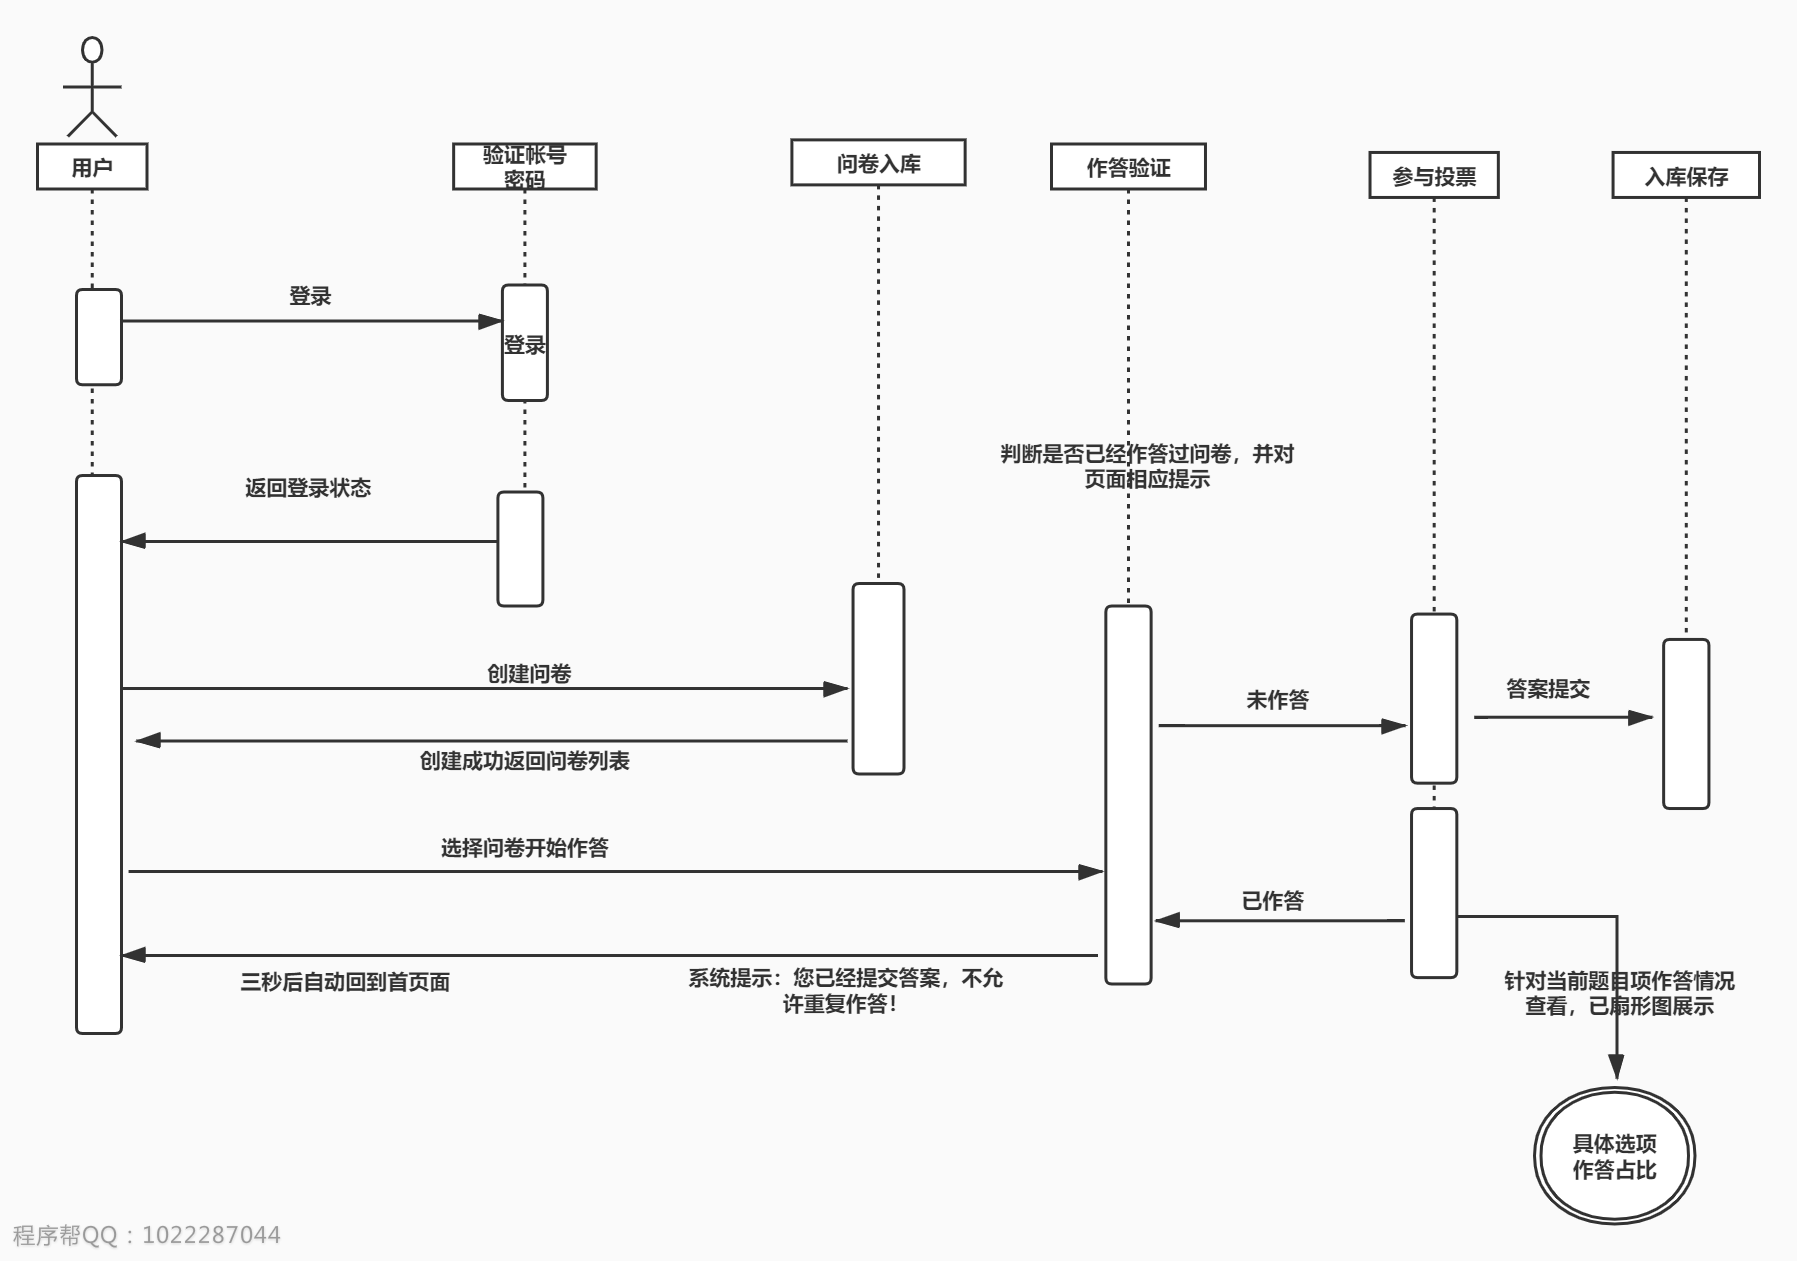 用户
验证帐号
密码
问卷入库
作答验证
参与投票
入库保存
登录
登录
判断是否已经作答过问卷，并对
页面相应提示
返回登录状态
创建问卷
未作答
答案提交
创建成功返回问卷列表
选择问卷开始作答
已作答
三秒后自动回到首页面
系统提示：您已经提交答案，不允
许重复作答！
针对当前题目项作答情况
查看，已扇形图展示
具体选项
作答占比
程序帮QQ：1022287044